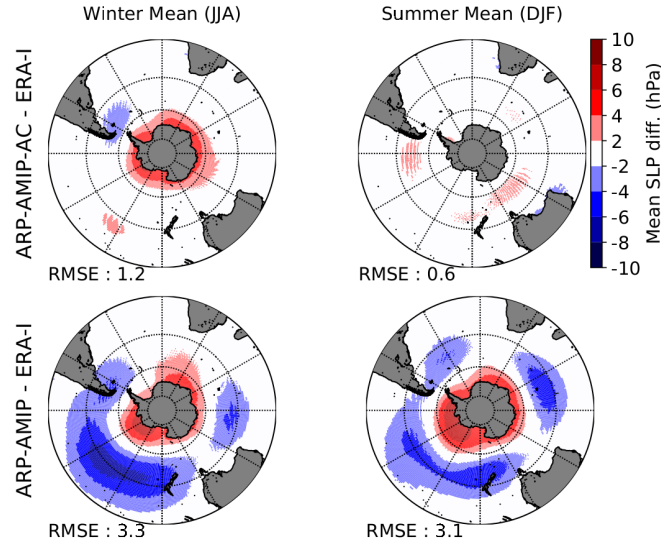 Winter Mean (JJA)
Summer Mean (DJF)
ARP-AMIP-AC - ERA-I
RMSE : 1.2
RMSE : 0.6
10
8
6
4
2
-2
-4
-6
-8
-10
Mean SLP diff. (hPa)
ARP-AMIP - ERA-I
RMSE : 3.3
RMSE : 3.1